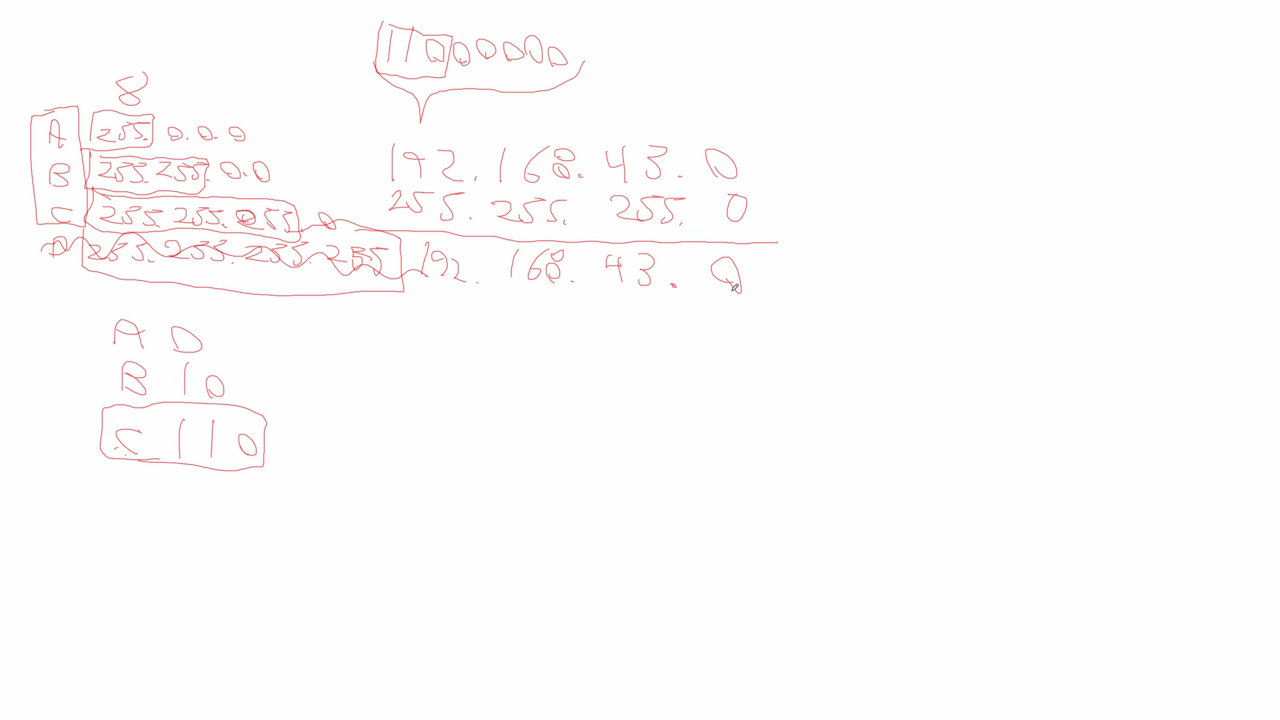 11000000
8
A 255.0.0.0
B 255.255.0.0
C 255.255.255.0
D 255.255.255.255
192.168.43.0
255.255.255.0
192.168.43.0
A 0
B 10
C 110